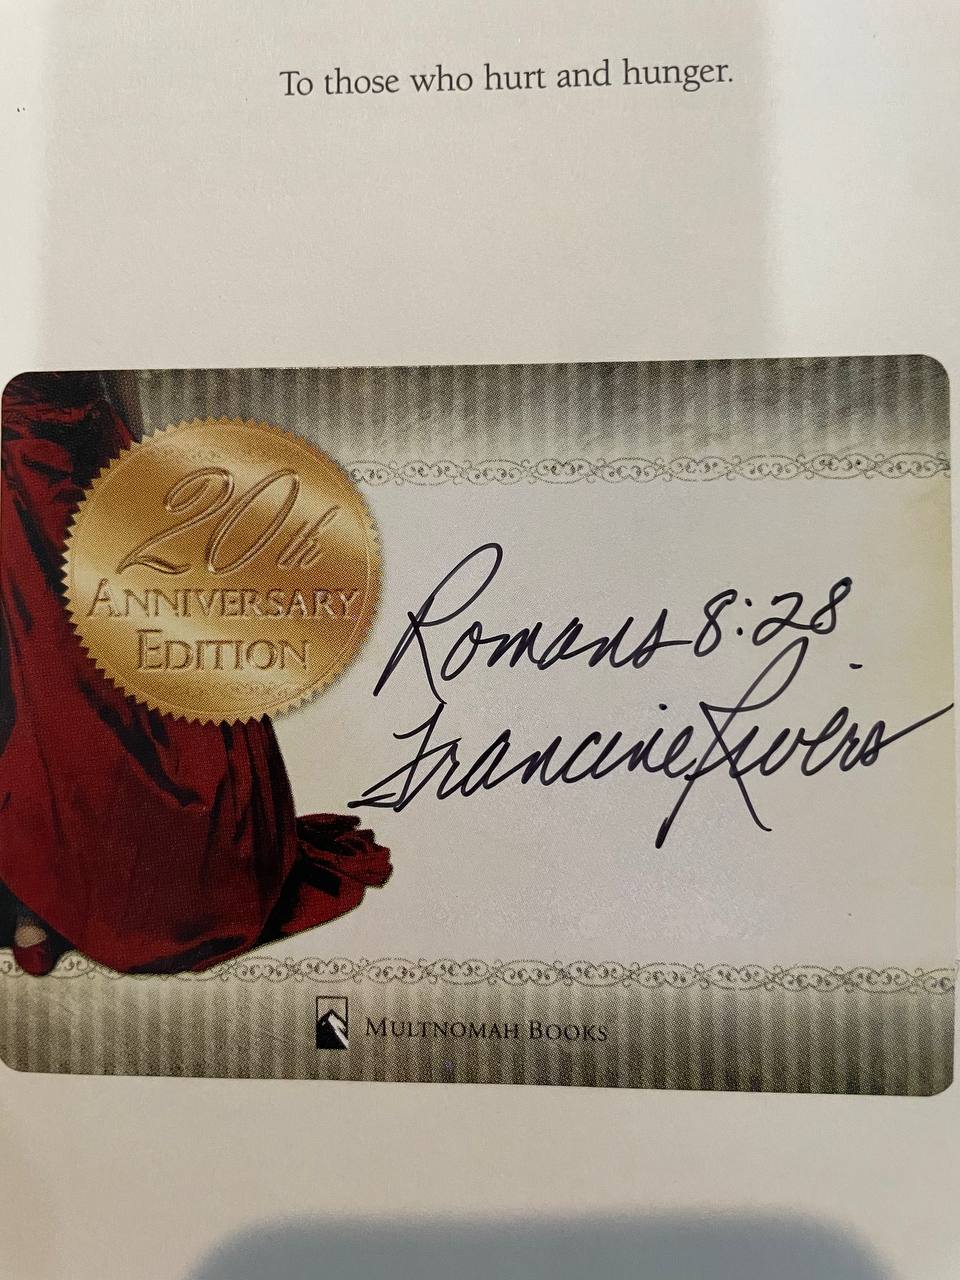 To those who hurt and hunger.
20th
ANNIVERSARY
EDITION
Romans 8:28
Francine Rivers
MULTNOMAH BOOKS